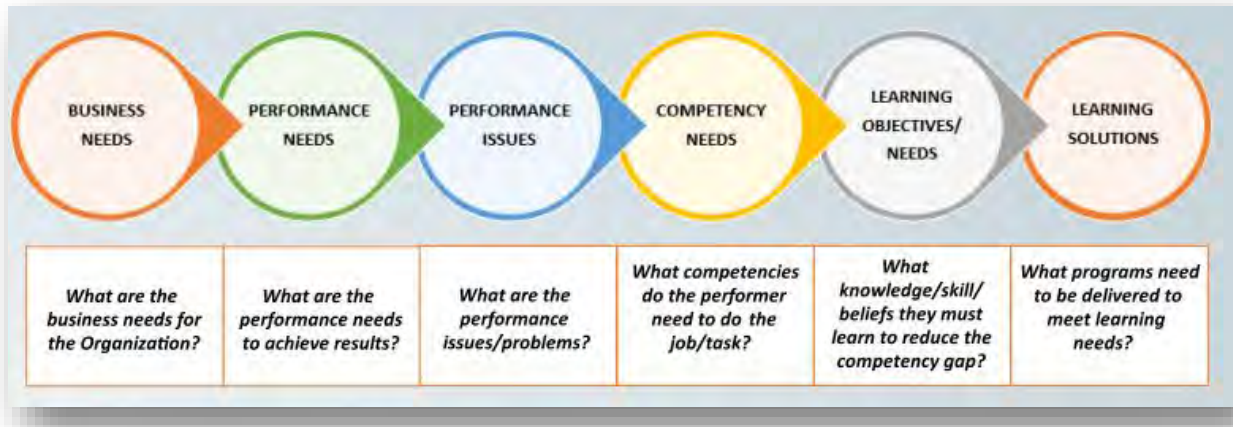 BUSINESS
NEEDS
PERFORMANCE
NEEDS
PERFORMANCE
ISSUES
COMPETENCY
NEEDS
LEARNING
OBJECTIVES/
NEEDS
LEARNING
SOLUTIONS
What are the
business needs for
the Organization?
What are the
performance needs
to achieve results?
What are the
performance
issues/problems?
What competencies
do the performer
need to do the
job/task?
What
knowledge/skill/
beliefs they must
learn to reduce the
competency gap?
What programs need
to be delivered to
meet learning
needs?